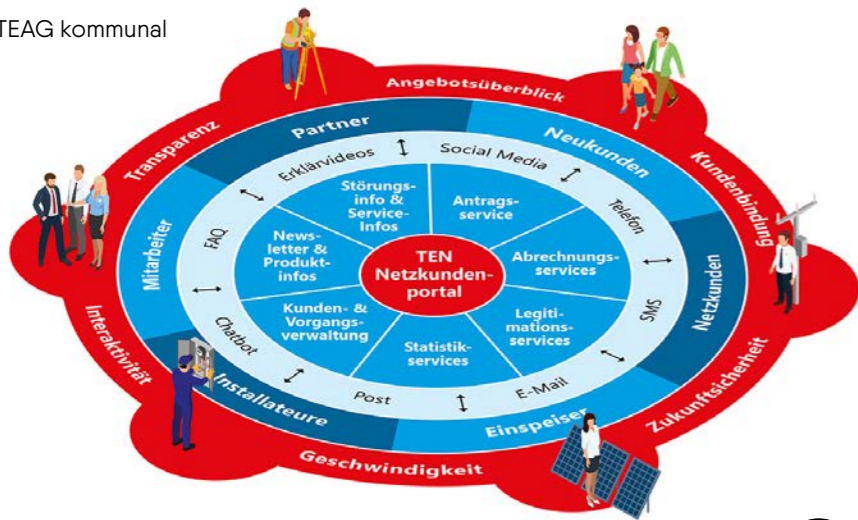 TEAG kommunal
Angebotsüberblick
Kundenbindung
Zukunftsicherheit
Geschwindigkeit
Interaktivität
Transparenz
Partner
Neukunden
Netzkunden
Einspeiser
Installateure
Mitarbeiter
Erklärvideos
Social Media
Telefon
SMS
E-Mail
Post
Chatbot
FAQ
Störungs-
info &
Service-
Infos
Antrags-
service
Abrechnungs-
services
Legiti-
mations-
services
Statistik-
services
Kunden- &
Vorgangs-
verwaltung
News-
letter &
Produkt-
infos
TEN
Netzkunden-
portal